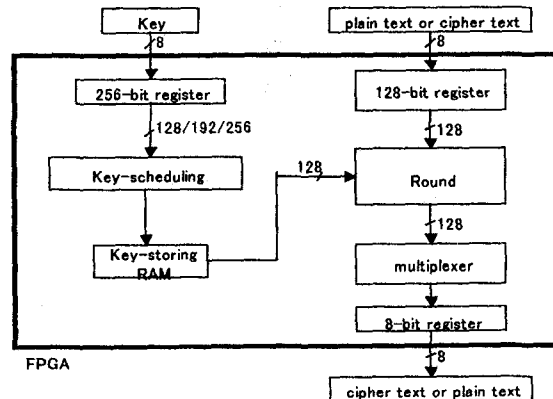 Key
plain text or cipher text
8
8
256-bit register
128-bit register
128/192/256
128
Key-scheduling
128
Round
Key-storing
RAM
128
multiplexer
8-bit register
FPGA
8
cipher text or plain text